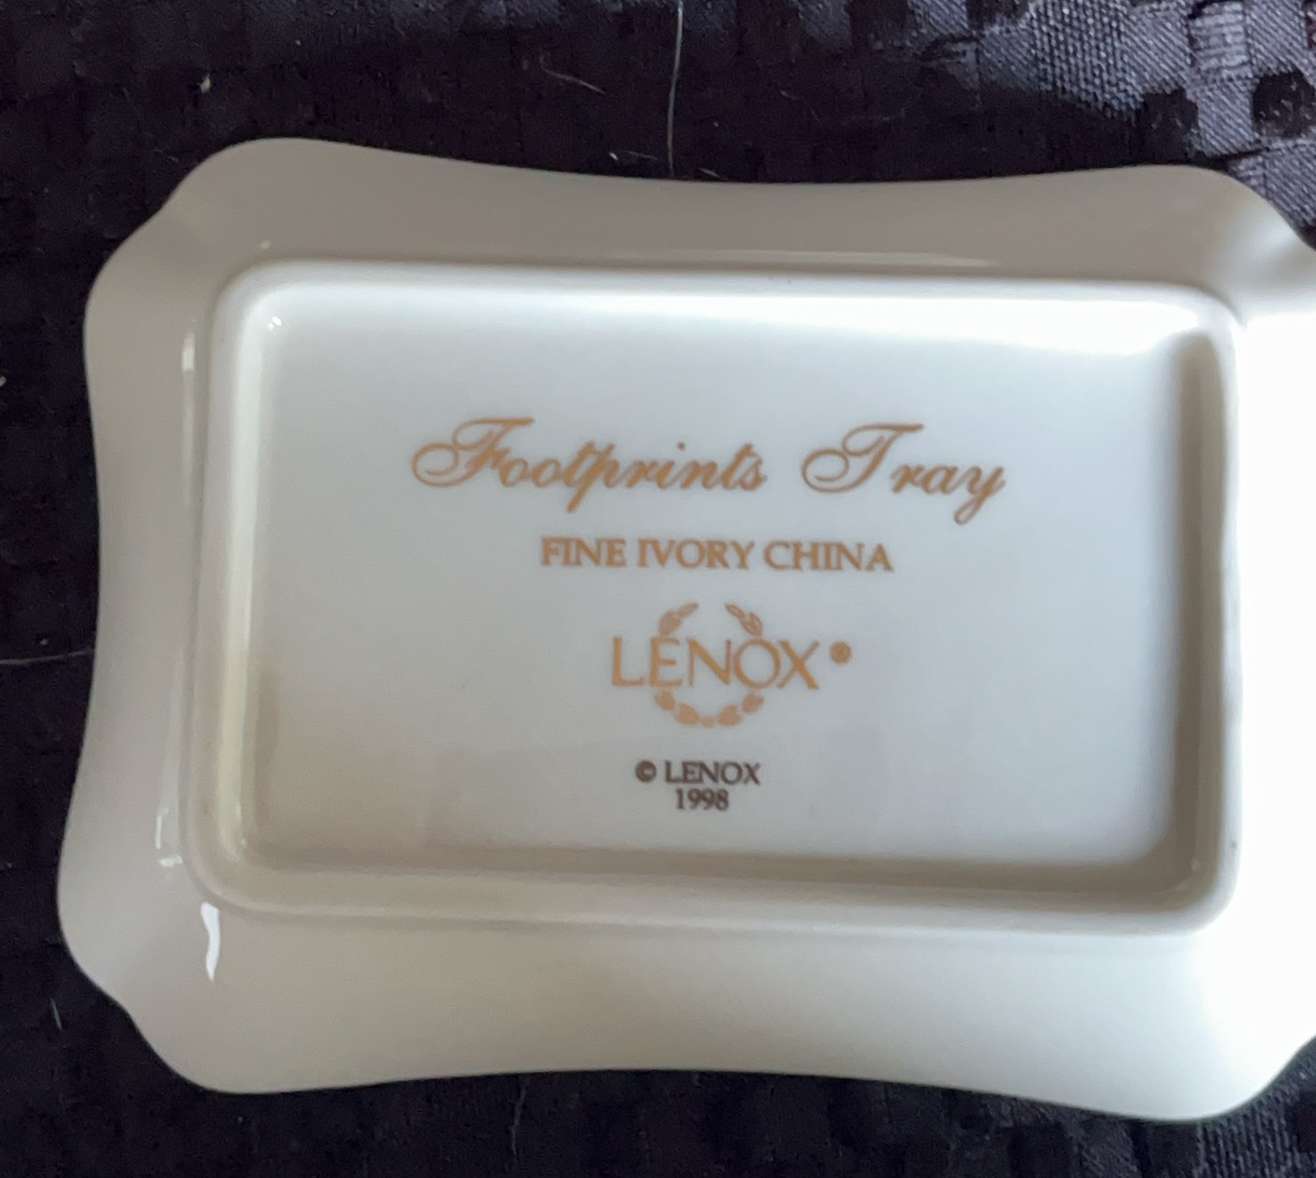 Footprints Tray
FINE IVORY CHINA
LENOX®
© LENOX
1998